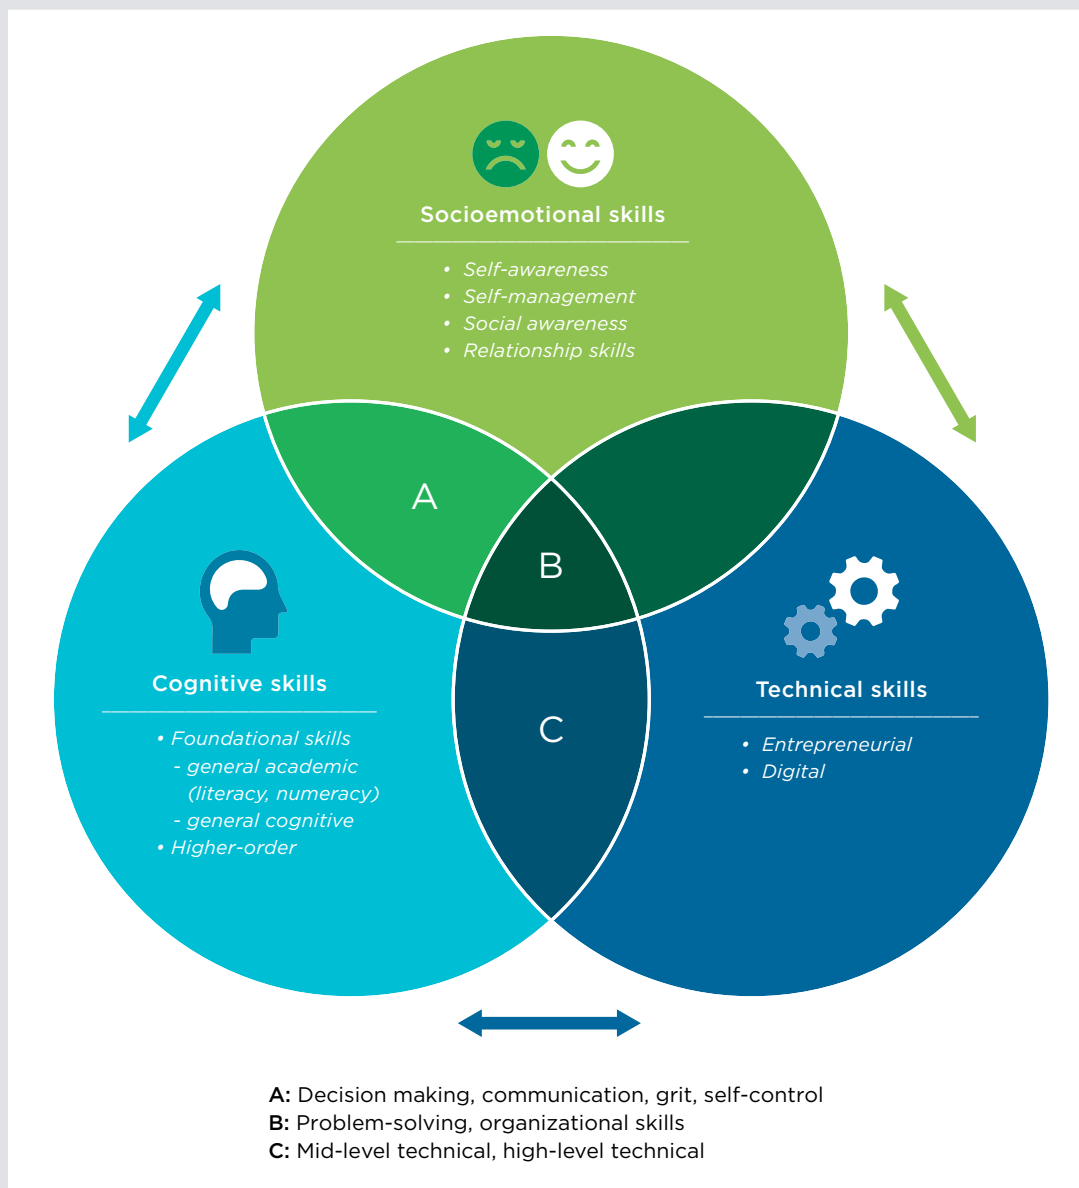 Socioemotional skills
• Self-awareness
• Self-management
• Social awareness
• Relationship skills
A
B
C
Cognitive skills
• Foundational skills
- general academic
(literacy, numeracy)
- general cognitive
• Higher-order
Technical skills
• Entrepreneurial
• Digital
A: Decision making, communication, grit, self-control
B: Problem-solving, organizational skills
C: Mid-level technical, high-level technical